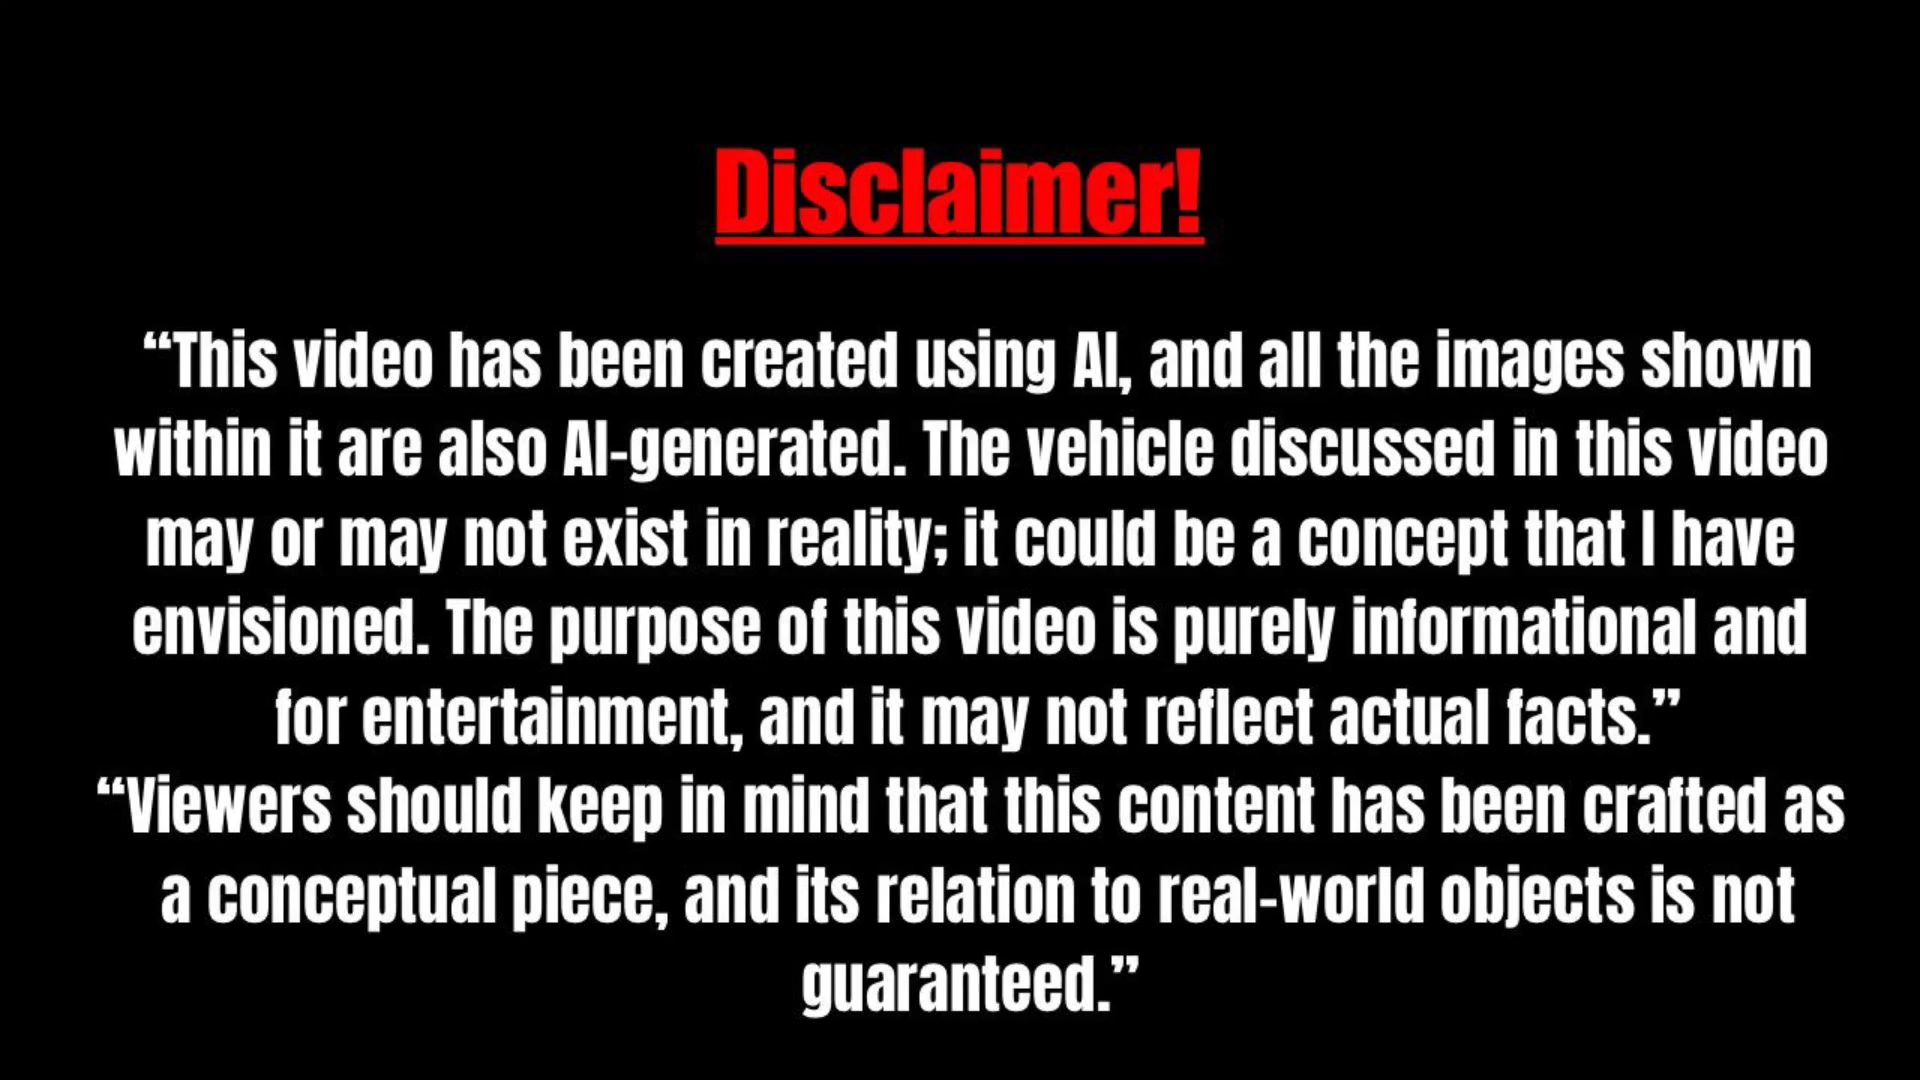 Disclaimer!
“This video has been created using AI, and all the images shown
within it are also AI-generated. The vehicle discussed in this video
may or may not exist in reality; it could be a concept that I have
envisioned. The purpose of this video is purely informational and
for entertainment, and it may not reflect actual facts.”
“Viewers should keep in mind that this content has been crafted as
a conceptual piece, and its relation to real-world objects is not
guaranteed.”